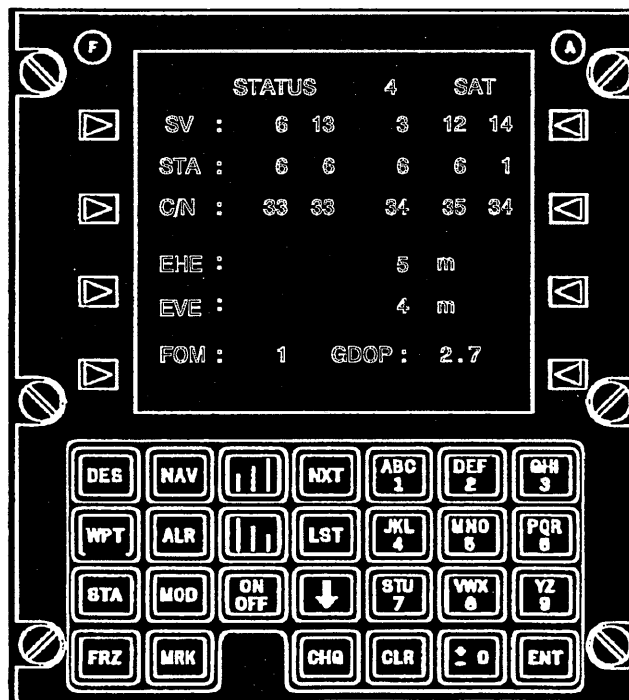 F A
STATUS 4 SAT
SV : 6 13 3 12 14
STA : 6 6 6 6 1
C/N : 33 33 34 35 34
EHE : 5 m
EVE : 4 m
FOM : 1 GDOP : 2.7
DES NAV NXT ABC DEF GHI
1 2 3
WPT ALR LST JKL MNO PQR
4 5 6
STA MOD ON STU VWX YZ
OFF 7 8 9
FRZ MRK CHG CLR ± 0 ENT